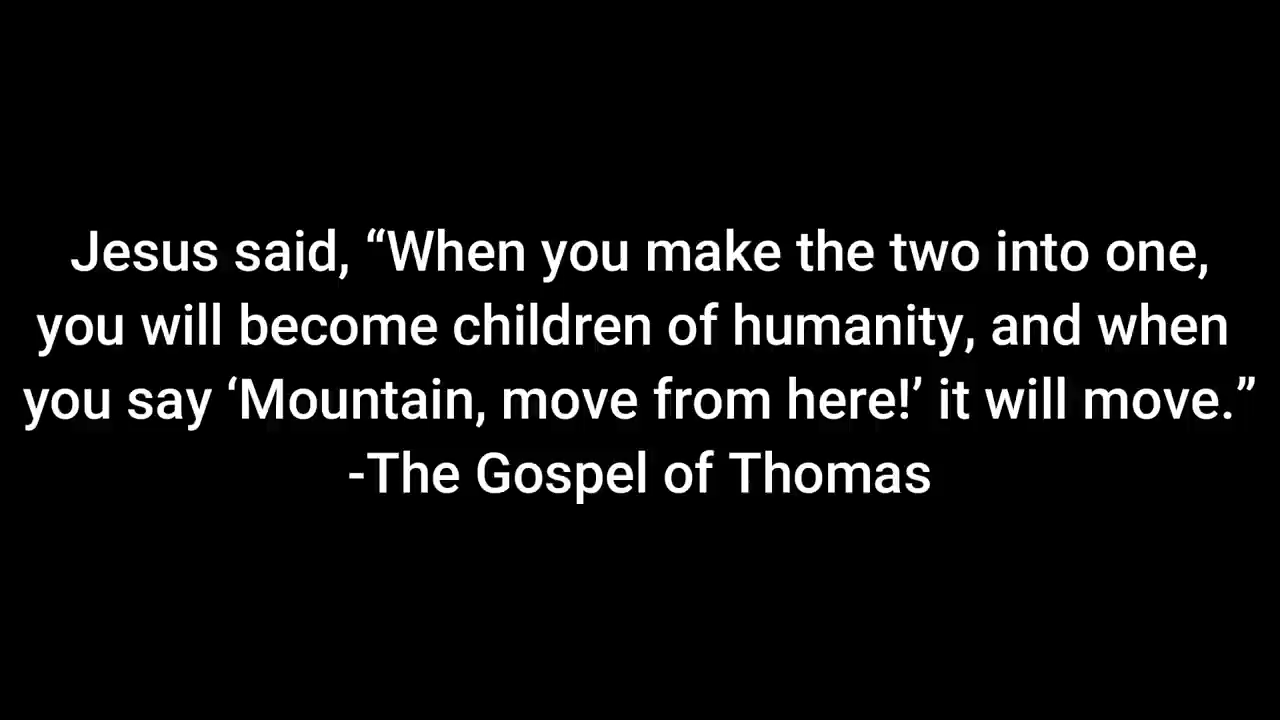 Jesus said, “When you make the two into one,
you will become children of humanity, and when
you say ‘Mountain, move from here!’ it will move.”
-The Gospel of Thomas